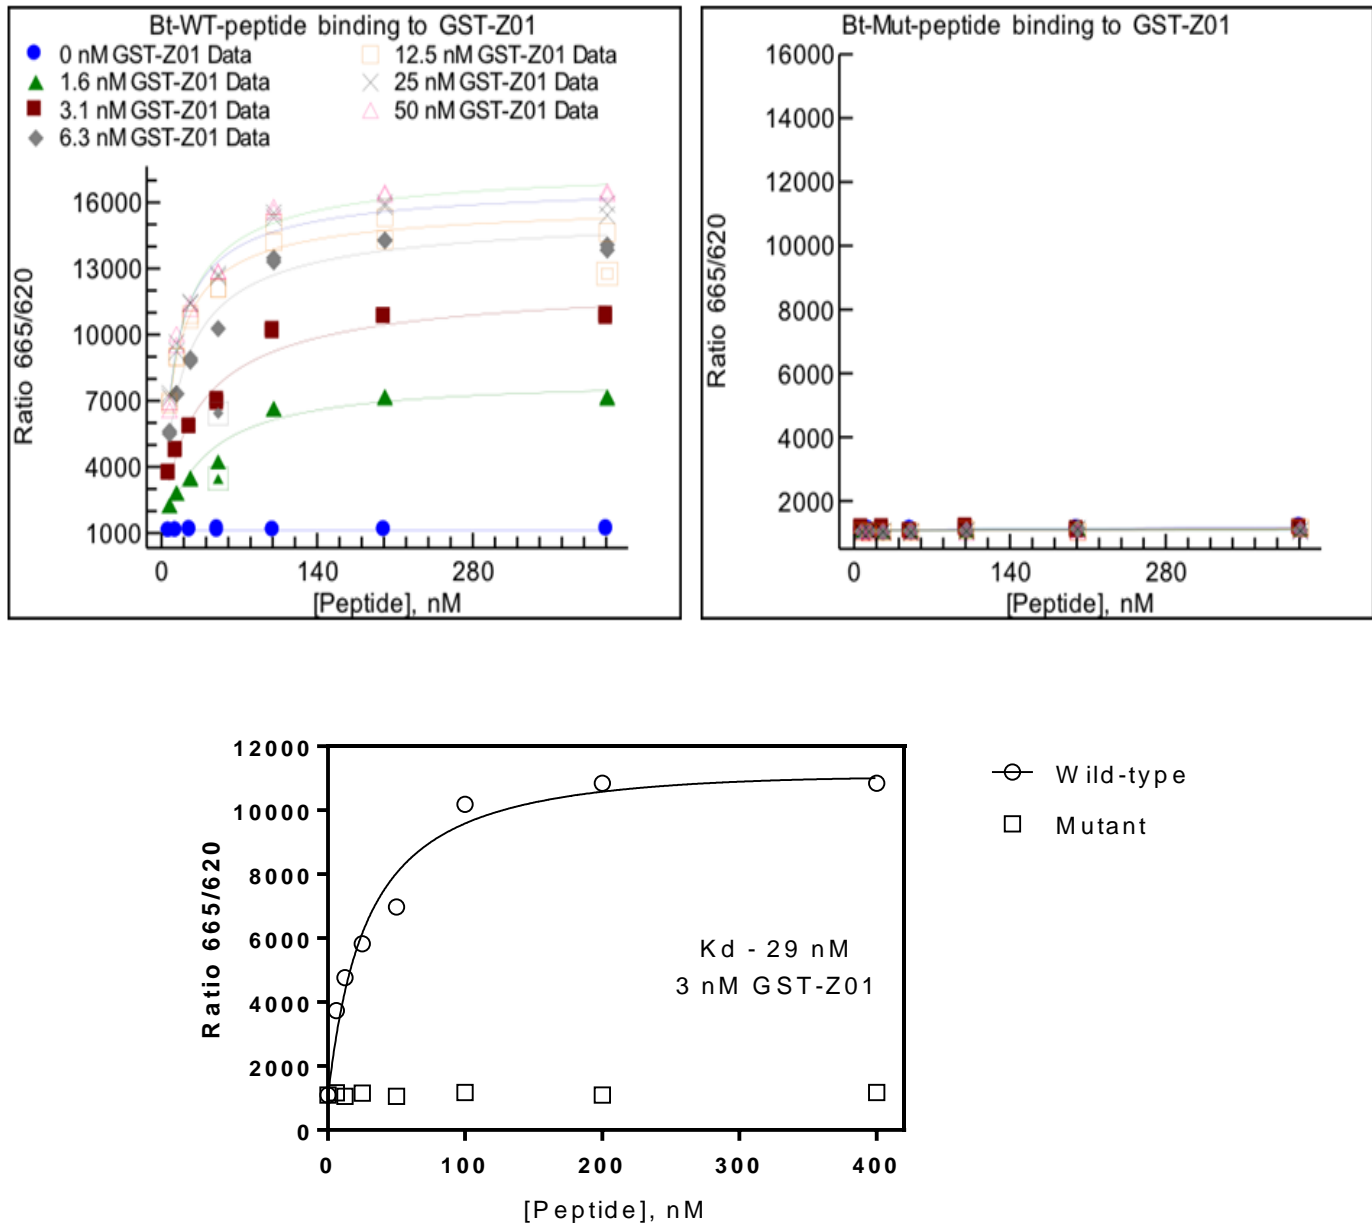 Bt-WT-peptide binding to GST-Z01
0 nM GST-Z01 Data
12.5 nM GST-Z01 Data
1.6 nM GST-Z01 Data
25 nM GST-Z01 Data
3.1 nM GST-Z01 Data
50 nM GST-Z01 Data
6.3 nM GST-Z01 Data
16000
13000
10000
7000
4000
1000
Ratio 665/620
0 140 280
[Peptide], nM
Bt-Mut-peptide binding to GST-Z01
16000
14000
12000
10000
8000
6000
4000
2000
Ratio 665/620
0 140 280
[Peptide], nM
12000
10000
8000
6000
4000
2000
0
Ratio 665/620
Kd - 29 nM
3 nM GST-Z01
0 100 200 300 400
[Peptide], nM
Wild-type
Mutant